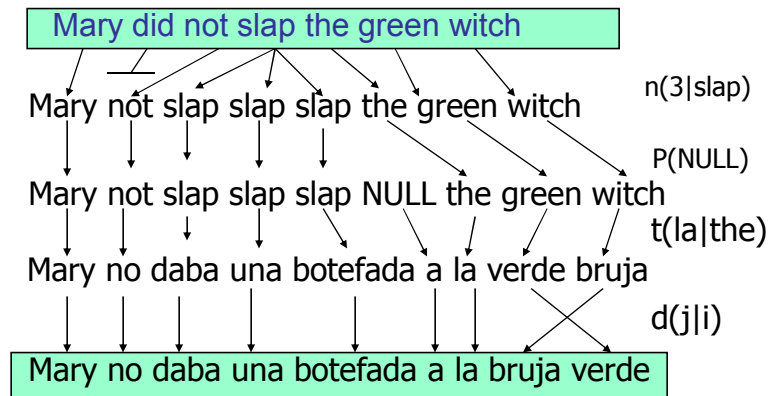 Mary did not slap the green witch
n(3|slap)
Mary not slap slap slap the green witch
P(NULL)
Mary not slap slap slap NULL the green witch
t(la|the)
Mary no daba una botefada a la verde bruja
d(j|i)
Mary no daba una botefada a la bruja verde